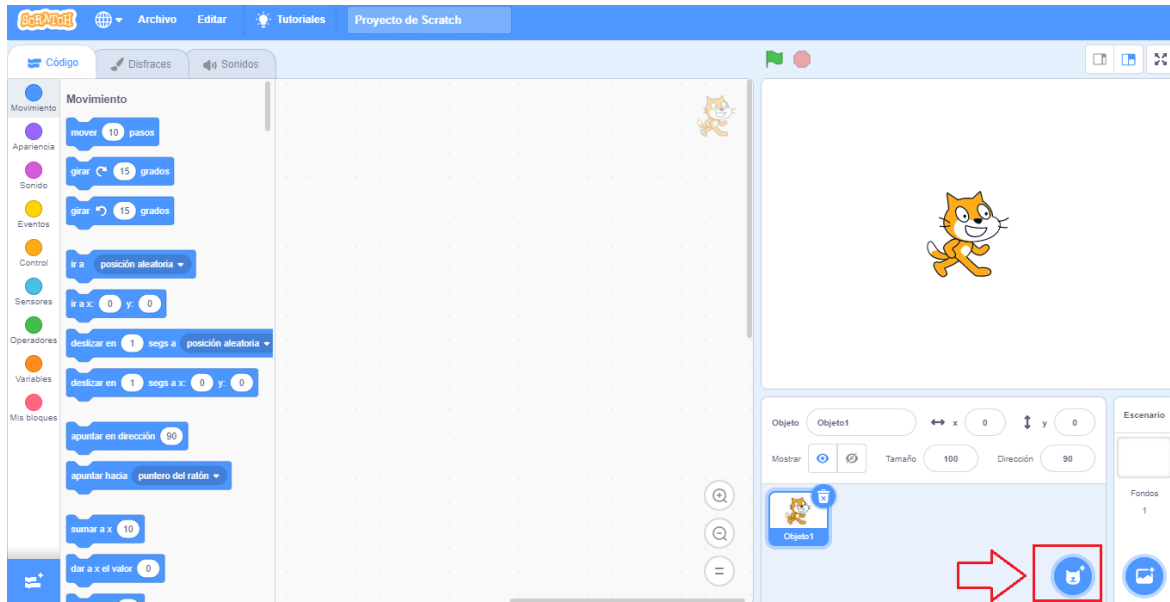 SCRATCH
Archivo
Editar
Tutoriales
Proyecto de Scratch
Código
Disfraces
Sonidos
Movimiento
Apariencia
Sonido
Eventos
Control
Sensores
Operadores
Variables
Mis bloques
Movimiento
mover 10 pasos
girar 15 grados
girar 15 grados
ir a posición aleatoria
ir a x: 0 y: 0
deslizar en 1 segs a posición aleatoria
deslizar en 1 segs a x: 0 y: 0
apuntar en dirección 90
apuntar hacia puntero del ratón
sumar a x 10
dar a x el valor 0
Objeto Objeto1 x 0 y 0
Mostrar Tamaño 100 Dirección 90
Objeto1
Escenario
Fondos
1